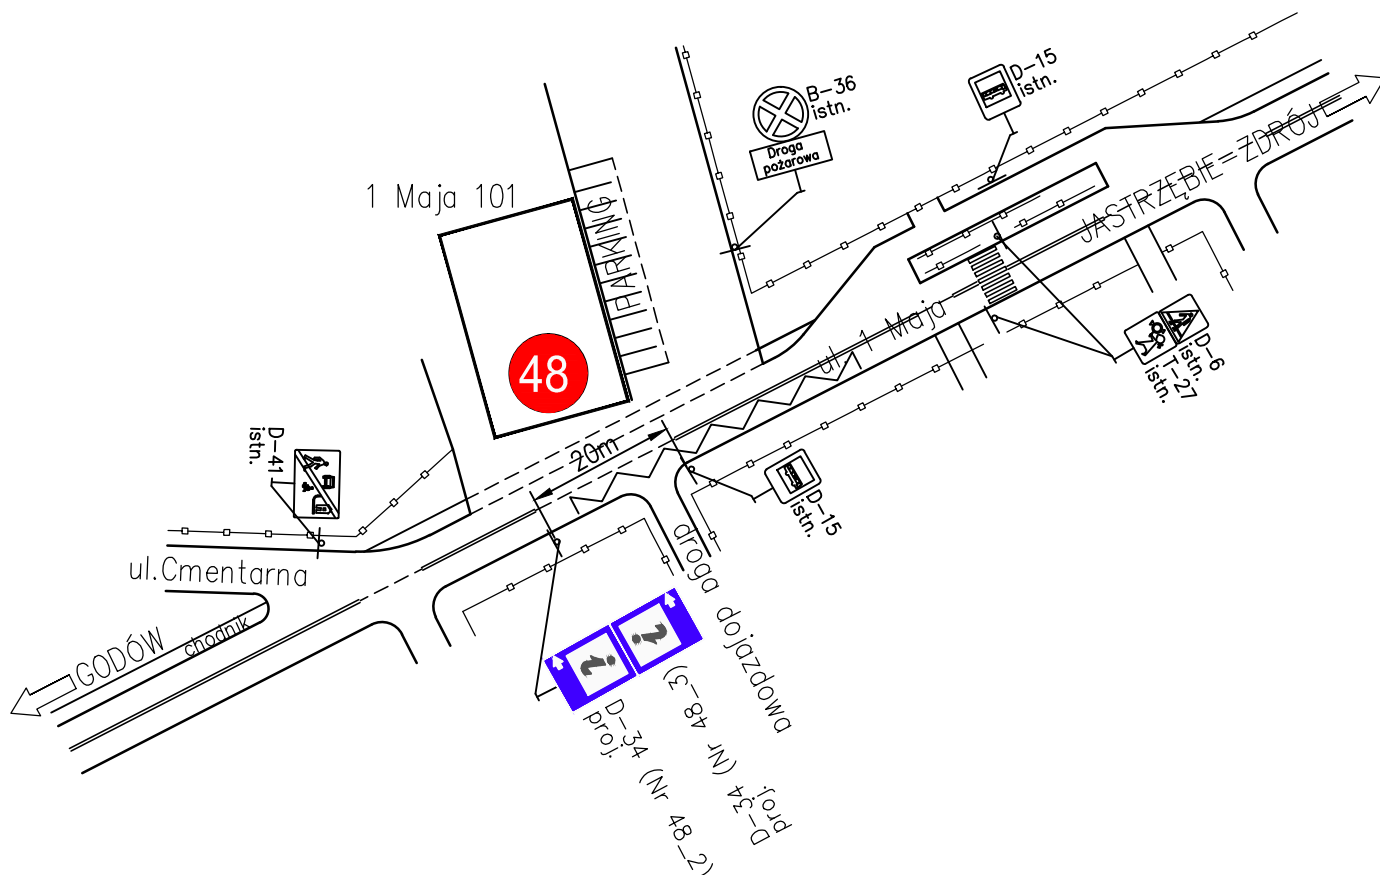 D-15
istn.
B-36
istn.
Droga
pożarowa
JASTRZĘBIE-ZDRÓJ
1 Maja 101
PARKING
ul. 1 Maja
D-6
istn.
T-27
istn.
48
20m
D-41
istn.
D-15
istn.
ul.Cmentarna
chodnik
GODÓW
droga dojazdowa
i
i
D-34 (Nr 48_3)
proj.
D-34 (Nr 48_2)
proj.